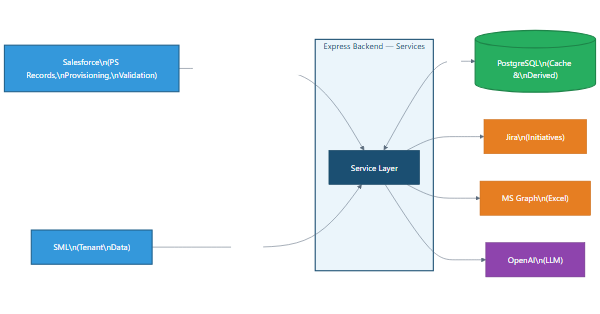 Salesforce\n(PS
Records,\nProvisioning,\nValidation)
SML\n(Tenant\nData)
Express Backend — Services
Service Layer
PostgreSQL\n(Cache
&\nDerived)
Jira\n(Initiatives)
MS Graph\n(Excel)
OpenAI\n(LLM)